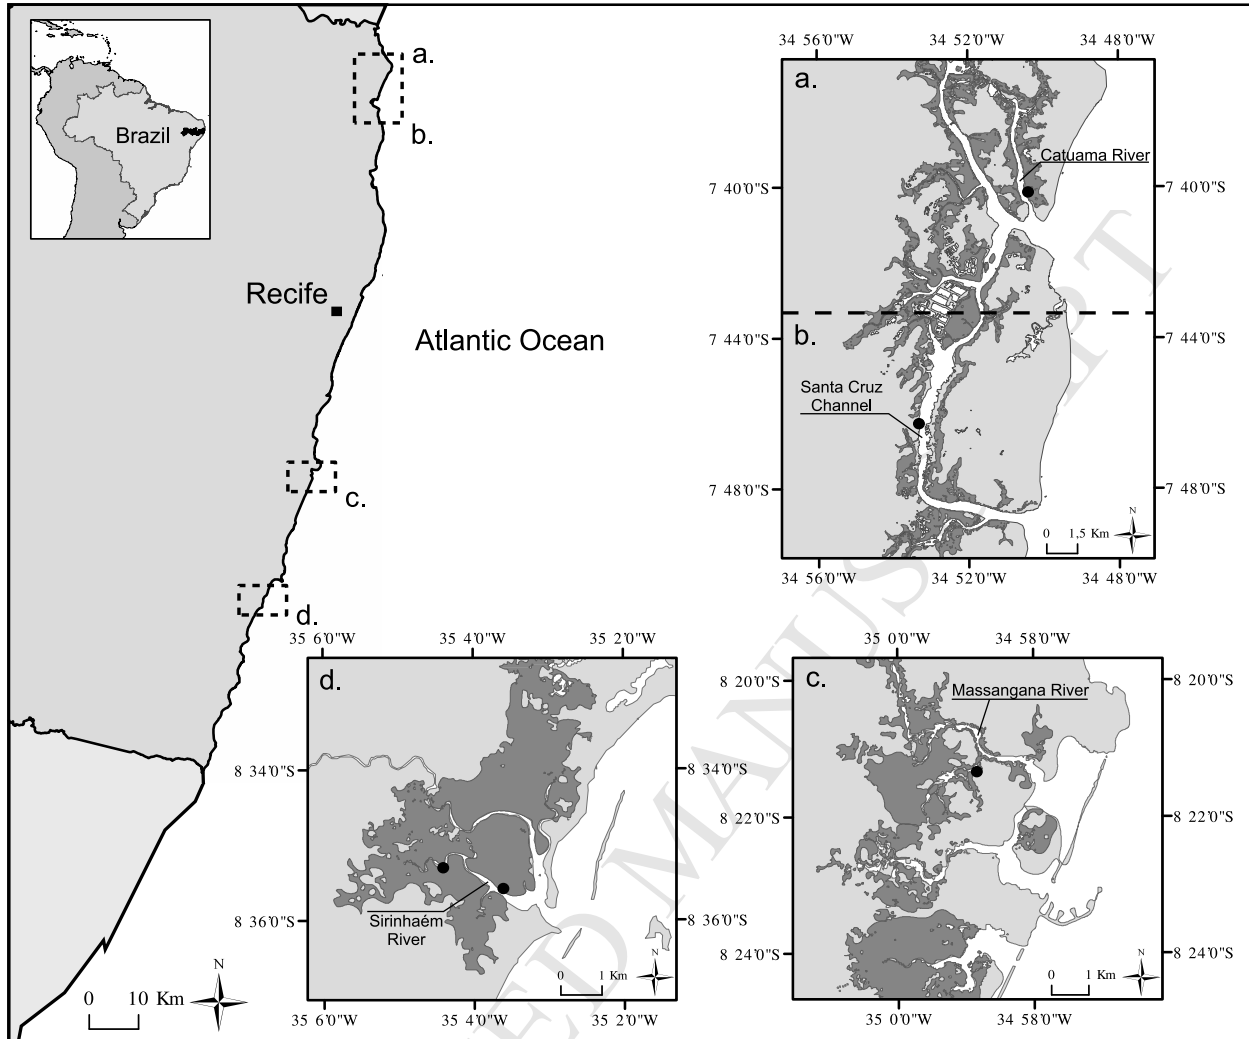 Brazil
a.
b.
Recife
Atlantic Ocean
c.
d.
0 10 Km
N
34 56'0"W 34 52'0"W 34 48'0"W
a.
Catuama River
7 40'0"S 7 40'0"S
b.
7 44'0"S 7 44'0"S
Santa Cruz
Channel
7 48'0"S 7 48'0"S
0 1,5 Km
N
34 56'0"W 34 52'0"W 34 48'0"W
35 6'0"W 35 4'0"W 35 2'0"W
d.
8 34'0"S 8 34'0"S
Sirinhaém
River
8 36'0"S 8 36'0"S
0 1 Km
N
35 6'0"W 35 4'0"W 35 2'0"W
35 0'0"W 34 58'0"W
c.
8 20'0"S 8 20'0"S
Massangana River
8 22'0"S 8 22'0"S
8 24'0"S 8 24'0"S
0 1 Km
N
35 0'0"W 34 58'0"W